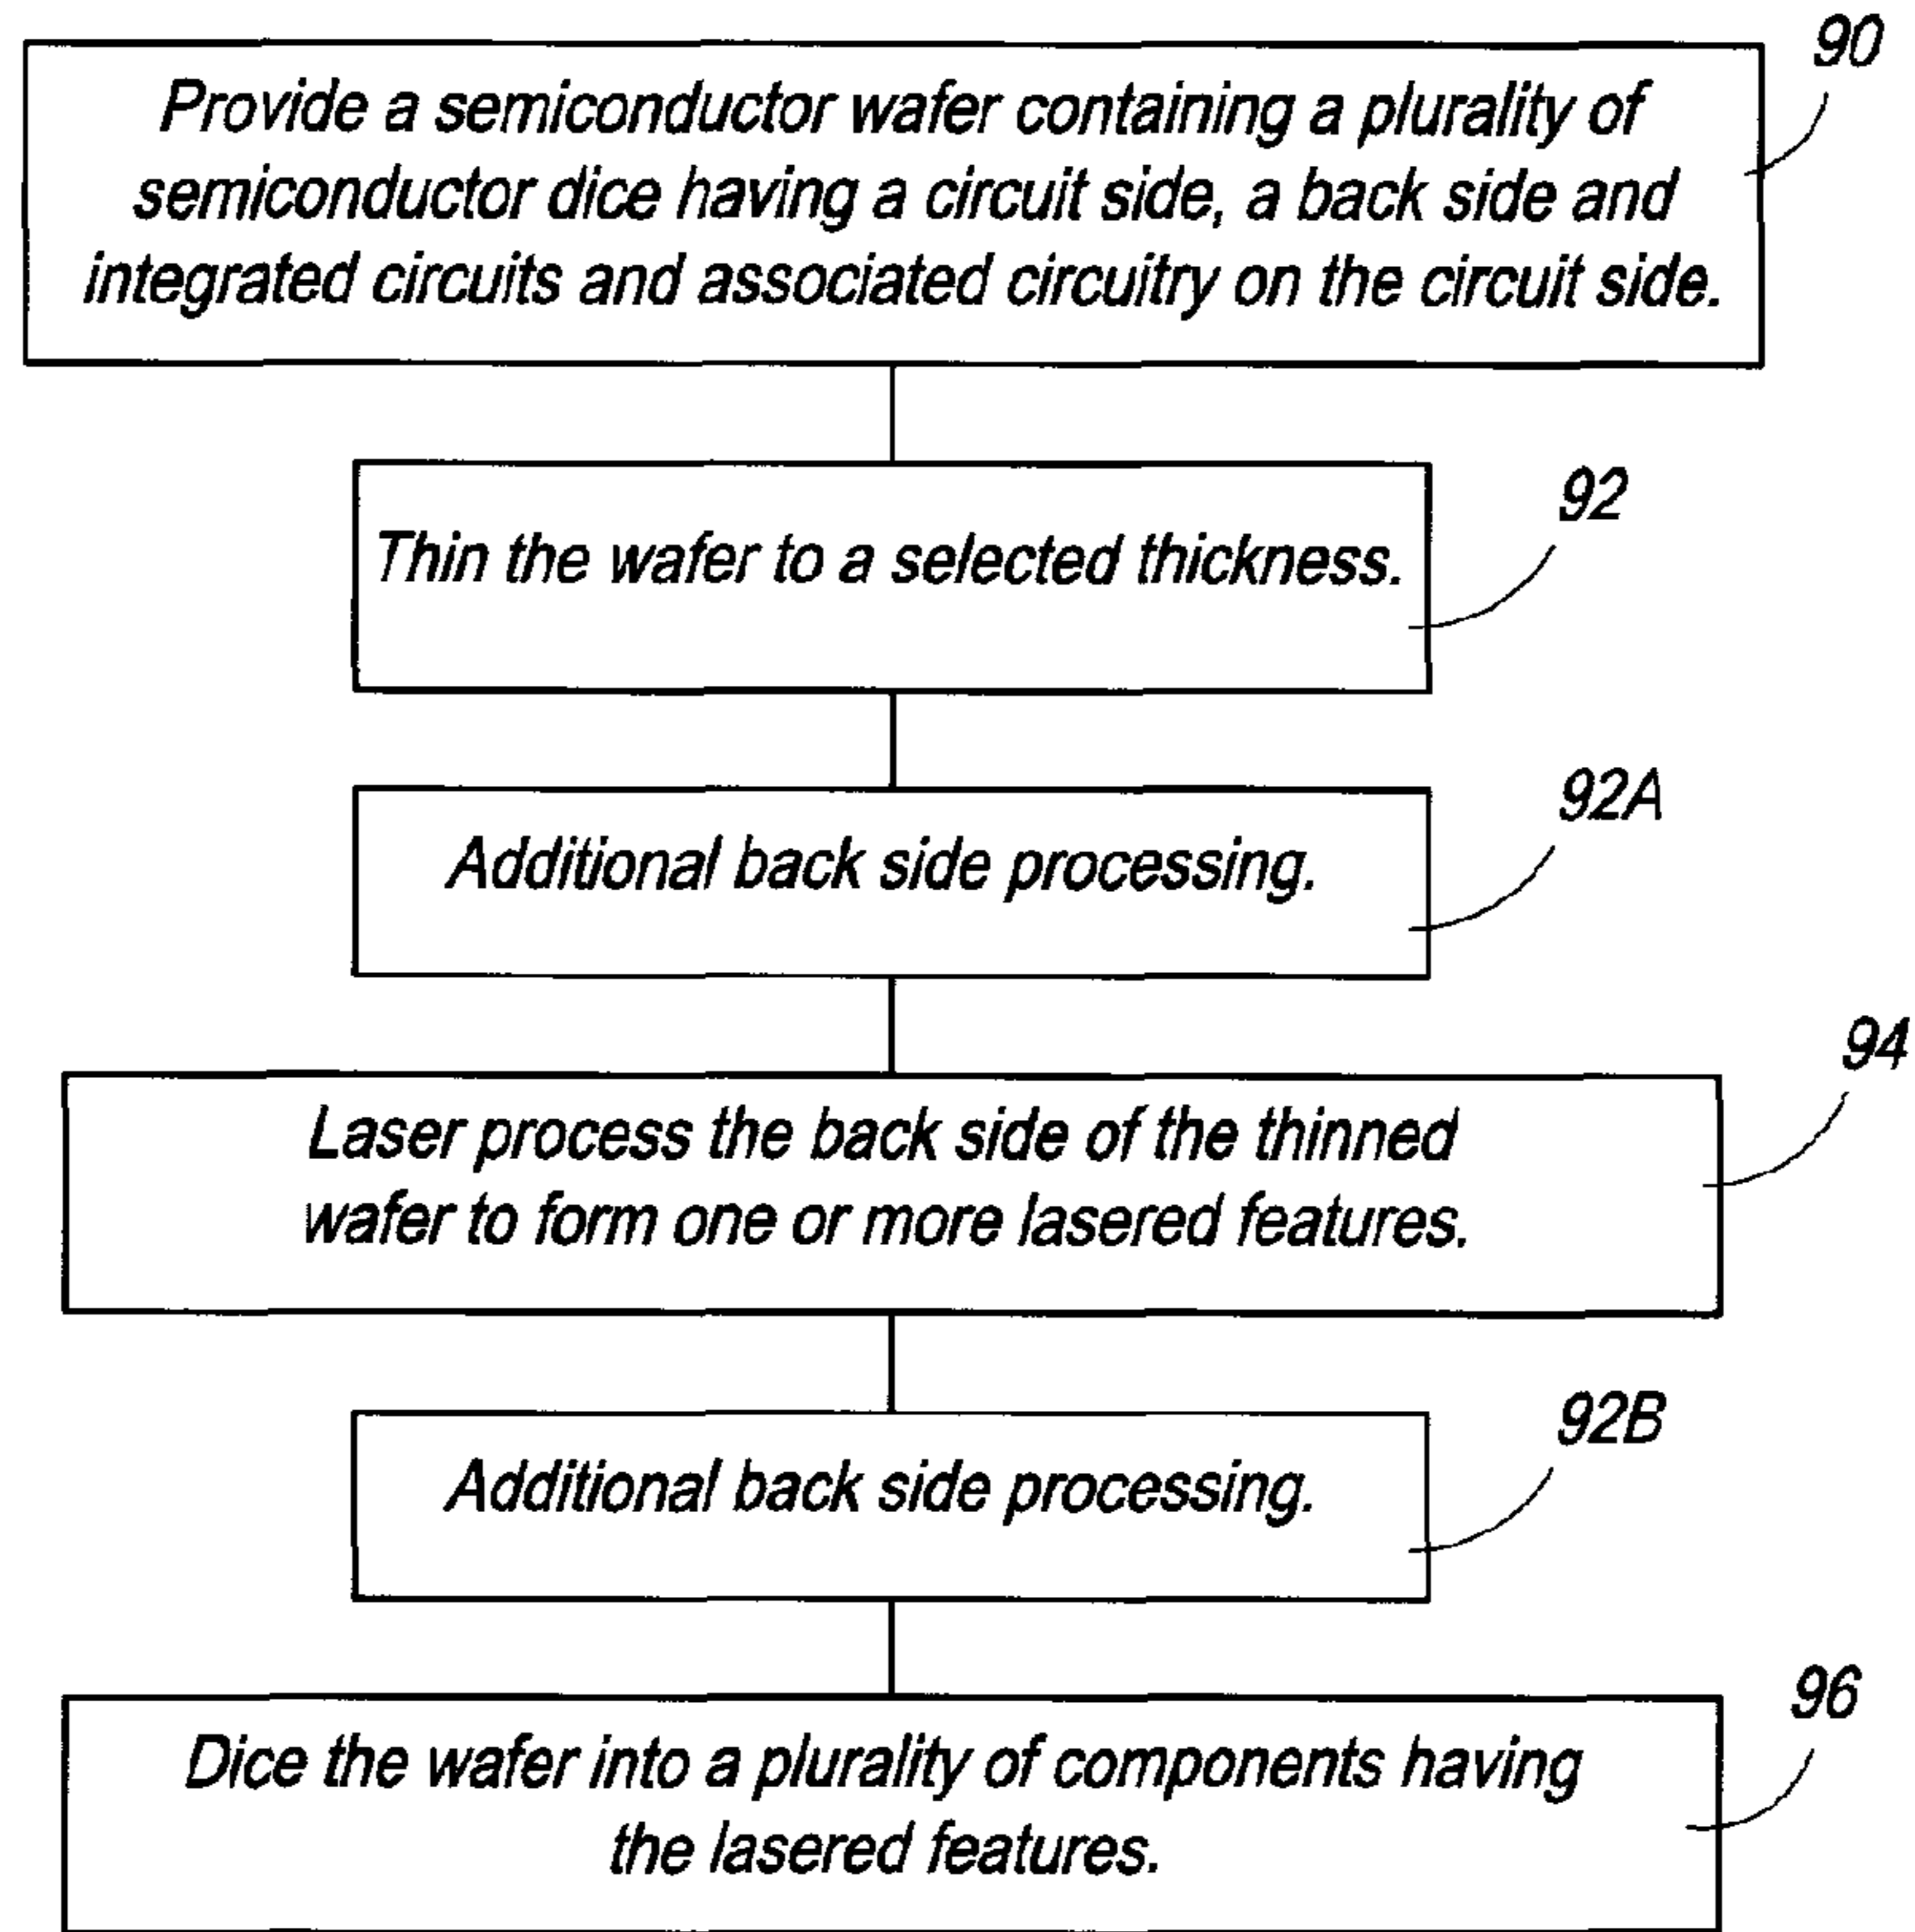 90
Provide a semiconductor wafer containing a plurality of
semiconductor dice having a circuit side, a back side and
integrated circuits and associated circuitry on the circuit side.
92
Thin the wafer to a selected thickness.
92A
Additional back side processing.
94
Laser process the back side of the thinned
wafer to form one or more lasered features.
92B
Additional back side processing.
96
Dice the wafer into a plurality of components having
the lasered features.